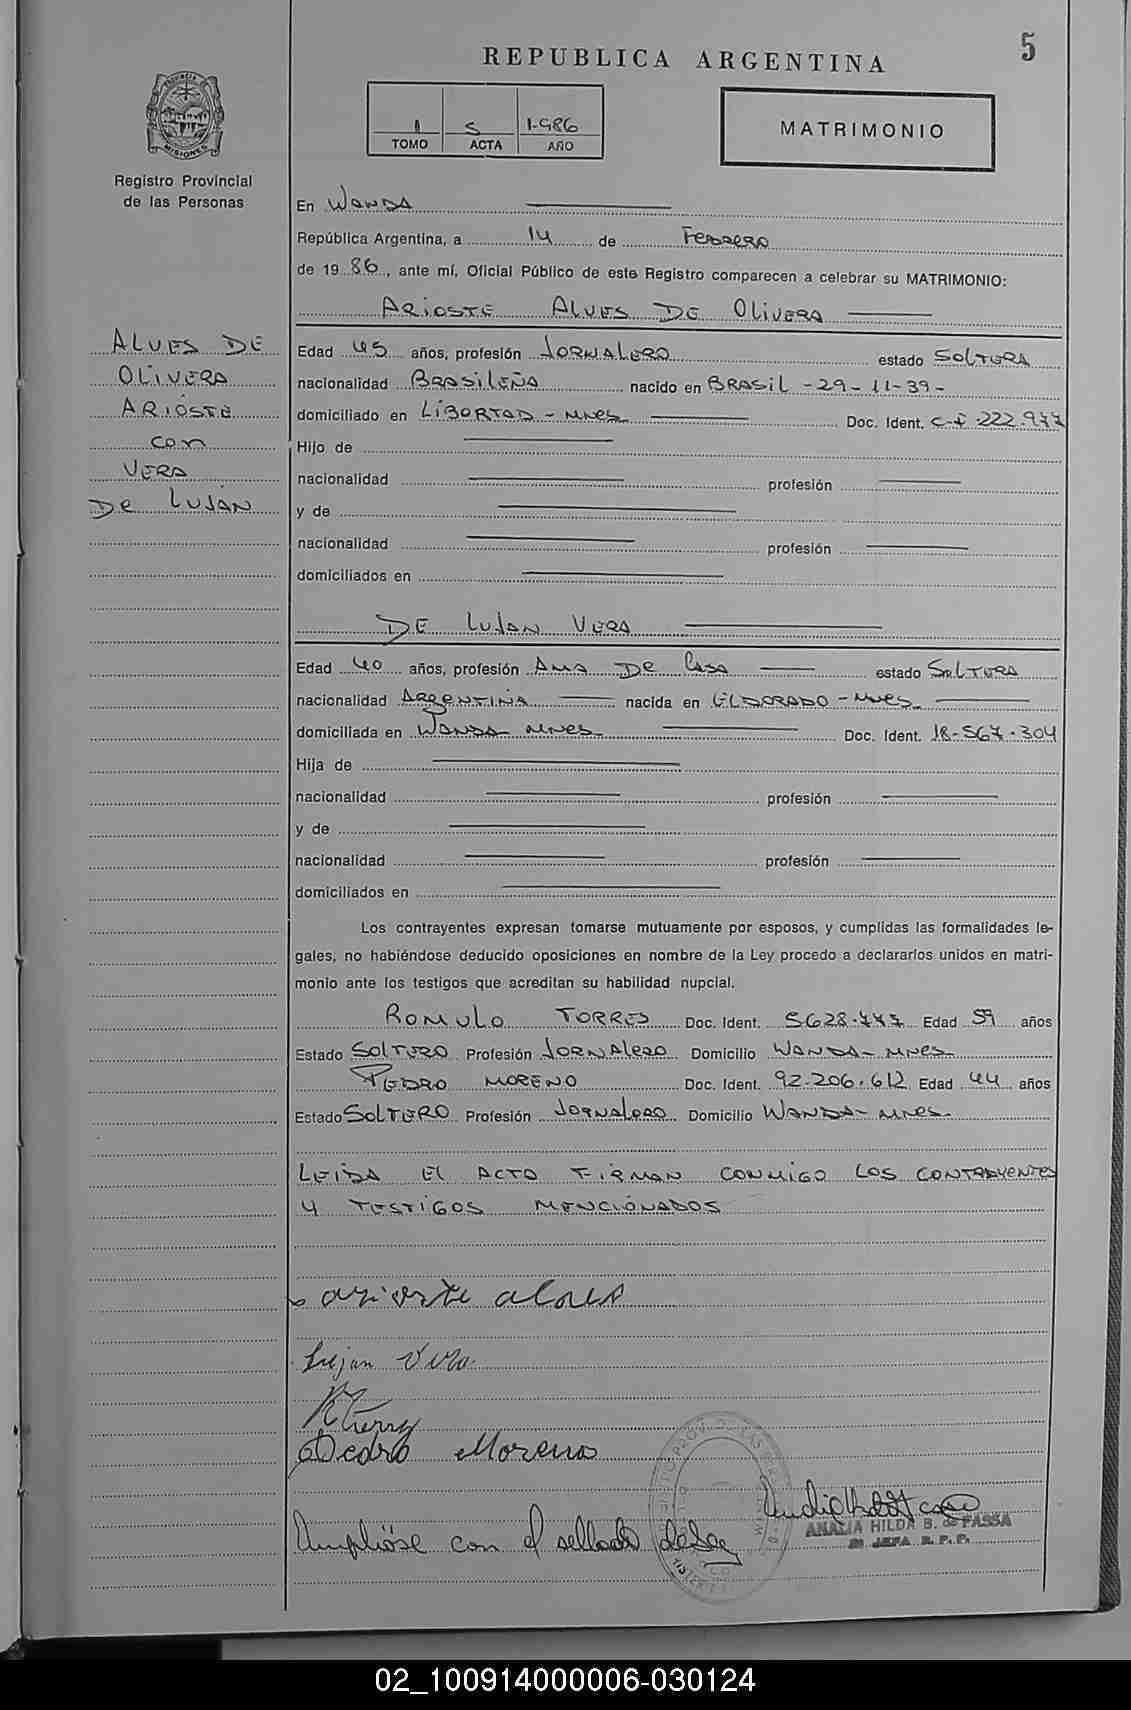 5
REPUBLICA ARGENTINA
1 5 1.986
TOMO ACTA AÑO
MATRIMONIO
PROVINCIA
MISIONES
Registro Provincial
de las Personas
En WANDA
República Argentina, a 14 de FEBRERO
de 1986, ante mí, Oficial Público de este Registro comparecen a celebrar su MATRIMONIO:
ARIOSTE ALVES DE OLIVERA
ALVES DE
OLIVERA
ARIOSTE
con
VERA
DE LUJAN
Edad 45 años, profesión JORNALERO estado SOLTERA
nacionalidad BRASILEÑA nacido en BRASIL - 29 - 11 - 39 -
domiciliado en LIBERTAD - MNES Doc. Ident. C-I 222.977
Hijo de
nacionalidad profesión
y de
nacionalidad profesión
domiciliados en
DE LUJAN VERA
Edad 40 años, profesión AMA DE CASA estado SOLTERA
nacionalidad ARGENTINA nacida en ELDORADO - MNES
domiciliada en WANDA MNES Doc. Ident. 18-567.304
Hija de
nacionalidad profesión
y de
nacionalidad profesión
domiciliados en
Los contrayentes expresan tomarse mutuamente por esposos, y cumplidas las formalidades le-
gales, no habiéndose deducido oposiciones en nombre de la Ley procedo a declararlos unidos en matri-
monio ante los testigos que acreditan su habilidad nupcial.
ROMULO TORRES Doc. Ident. 5628.777 Edad 59 años
Estado SOLTERO Profesión JORNALERO Domicilio WANDA - MNES
PEDRO MORENO Doc. Ident. 92.206.612 Edad 44 años
Estado SOLTERO Profesión JORNALERO Domicilio WANDA - MNES
LEIDA EL ACTO FIRMAN CONMIGO LOS CONTRAYENTES
Y TESTIGOS MENCIONADOS
arioste alves
Lujan Vera
Pedro Moreno
ANALIA HILDA B. de FASSA
JEFA R.P.P.
con el sellado
02_100914000006-030124